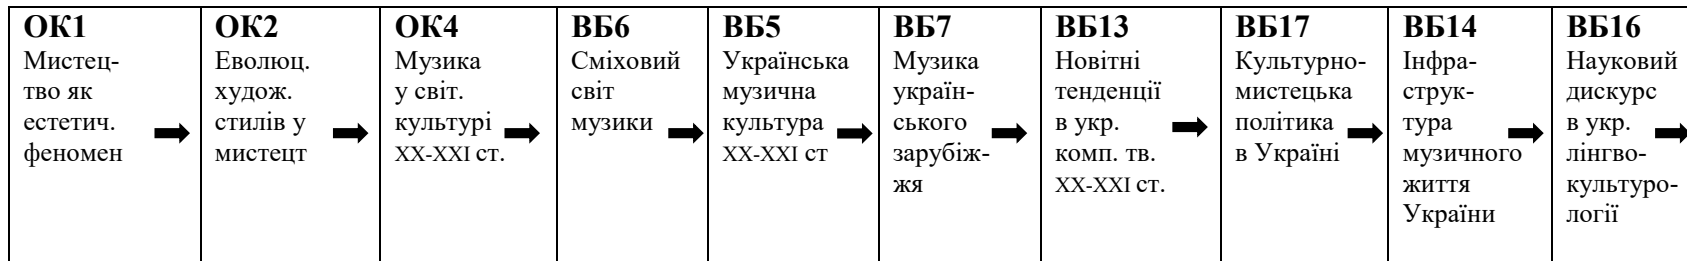 ОК1
Мистец-
тво як
естетич.
феномен
ОК2
Еволюц.
худож.
стилів у
мистецт
ОК4
Музика
у світ.
культурі
XX-XXI ст.
ВБ6
Сміховий
світ
музики
ВБ5
Українська
музична
культура
XX-XXI ст
ВБ7
Музика
україн-
ського
зарубіж-
жя
ВБ13
Новітні
тенденції
в укр.
комп. тв.
XX-XXI ст.
ВБ17
Культурно-
мистецька
політика
в Україні
ВБ14
Інфра-
струк-
тура
музичного
життя
України
ВБ16
Науковий
дискурс
в укр.
лінгво-
культуро-
логії